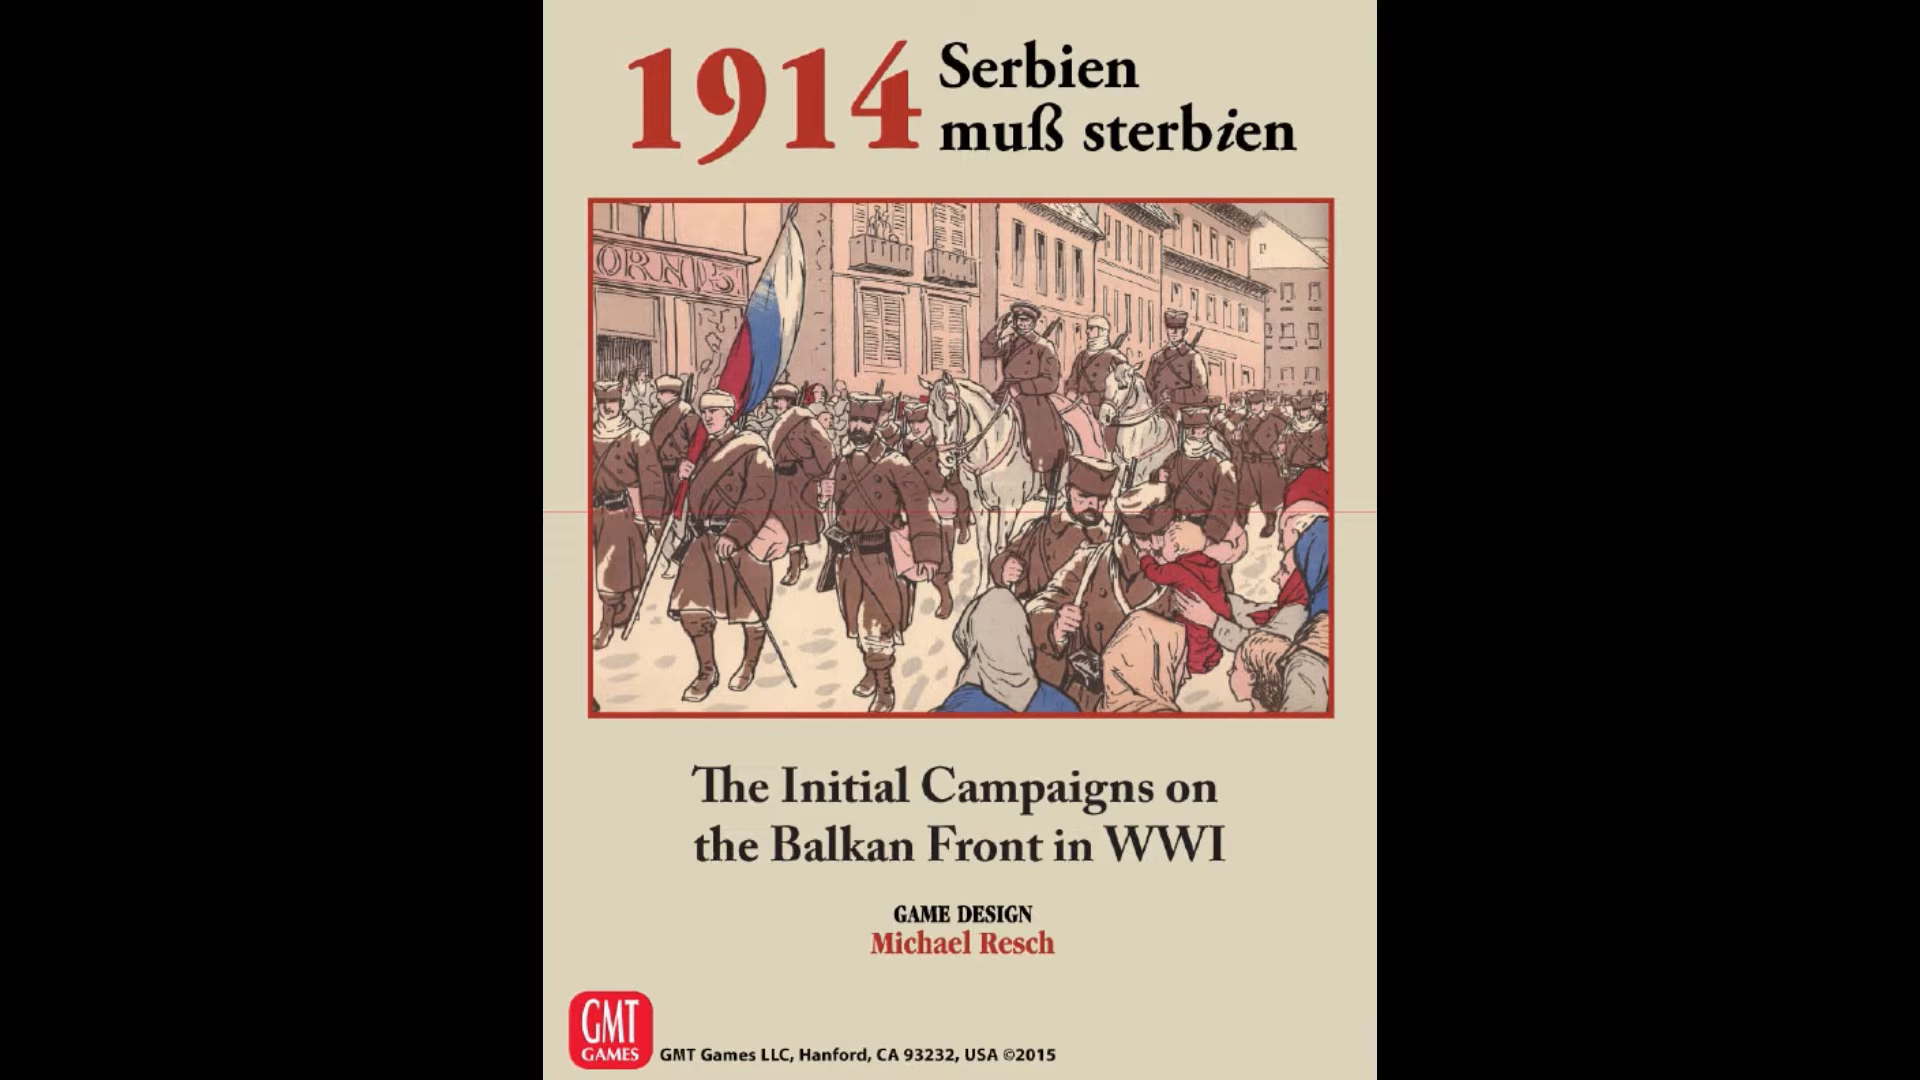 1914
Serbien
muß sterbien
The Initial Campaigns on
the Balkan Front in WWI
GAME DESIGN
Michael Resch
GMT
GAMES
GMT Games LLC, Hanford, CA 93232, USA ©2015